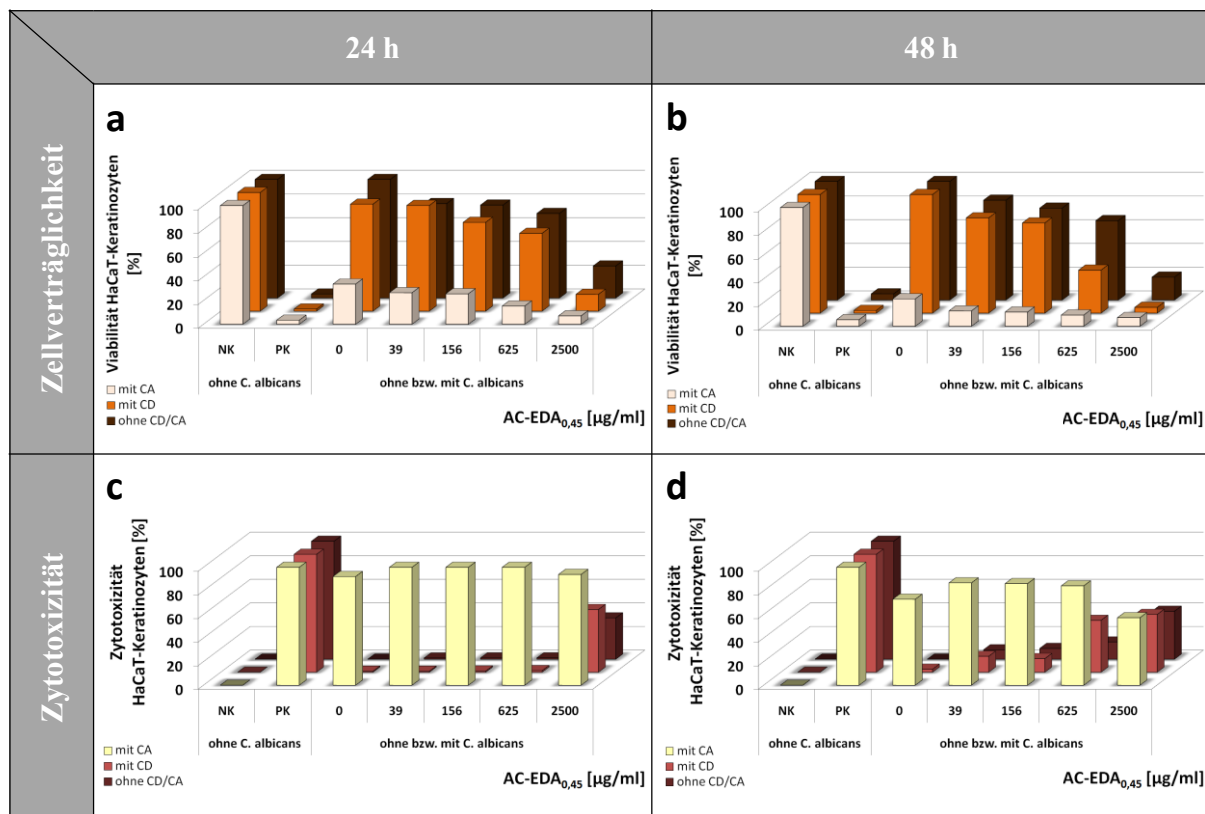 24 h
48 h
Zellverträglichkeit
a
Viabilität HaCaT-Keratinozyten
[%]
100
80
60
40
20
0
NK PK 0 39 156 625 2500
ohne C. albicans ohne bzw. mit C. albicans
mit CA
mit CD
ohne CD/CA
AC-EDA0,45 [µg/ml]
b
Viabilität HaCaT-Keratinozyten
[%]
100
80
60
40
20
0
NK PK 0 39 156 625 2500
ohne C. albicans ohne bzw. mit C. albicans
mit CA
mit CD
ohne CD/CA
AC-EDA0,45 [µg/ml]
Zytotoxizität
c
Zytotoxizität
HaCaT-Keratinozyten [%]
100
80
60
40
20
0
NK PK 0 39 156 625 2500
ohne C. albicans ohne bzw. mit C. albicans
mit CA
mit CD
ohne CD/CA
AC-EDA0,45 [µg/ml]
d
Zytotoxizität
HaCaT-Keratinozyten [%]
100
80
60
40
20
0
NK PK 0 39 156 625 2500
ohne C. albicans ohne bzw. mit C. albicans
mit CA
mit CD
ohne CD/CA
AC-EDA0,45 [µg/ml]